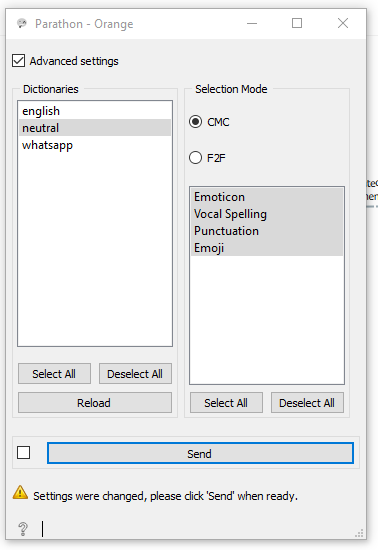 Parathon - Orange
Advanced settings
Dictionaries
english
neutral
whatsapp
Select All
Deselect All
Reload
Selection Mode
CMC
F2F
Emoticon
Vocal Spelling
Punctuation
Emoji
Select All
Deselect All
Send
Settings were changed, please click 'Send' when ready.
?